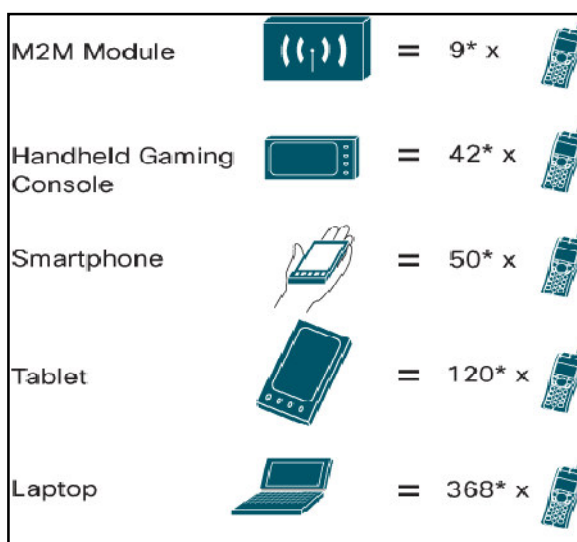 M2M Module = 9* x
Handheld Gaming = 42* x
Console
Smartphone = 50* x
Tablet = 120* x
Laptop = 368* x